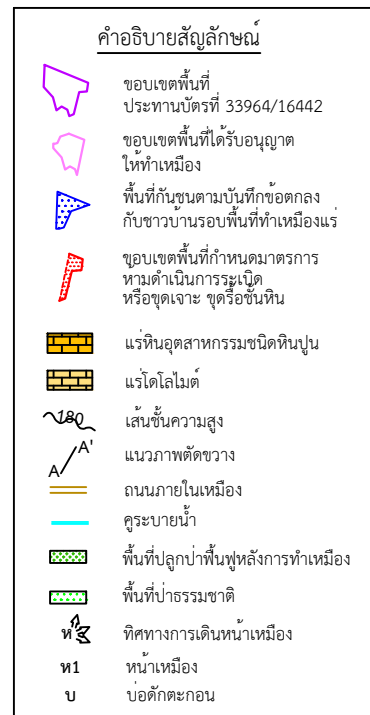 คำอธิบายสัญลักษณ์
ขอบเขตพื้นที่
ประทานบัตรที่ 33964/16442
ขอบเขตพื้นที่ได้รับอนุญาต
ให้ทำเหมือง
พื้นที่กันชนตามบันทึกข้อตกลง
กับชาวบ้านรอบพื้นที่ทำเหมืองแร่
ขอบเขตพื้นที่กำหนดมาตรการ
ห้ามดำเนินการระเบิด
หรือขุดเจาะ ขุดรื้อชั้นหิน
แร่หินอุตสาหกรรมชนิดหินปูน
แร่โดโลไมต์
180 เส้นชั้นความสูง
A A' แนวภาพตัดขวาง
ถนนภายในเหมือง
คูระบายน้ำ
พื้นที่ปลูกป่าฟื้นฟูหลังการทำเหมือง
พื้นที่ป่าธรรมชาติ
ห ทิศทางการเดินหน้าเหมือง
ห1 หน้าเหมือง
บ บ่อดักตะกอน